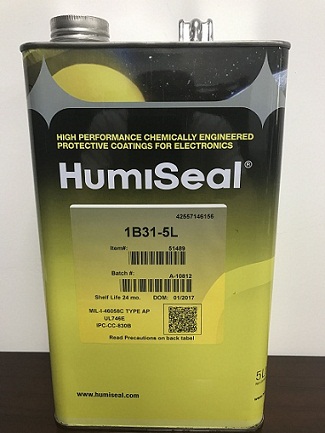 HIGH PERFORMANCE CHEMICALLY ENGINEERED
PROTECTIVE COATINGS FOR ELECTRONICS
HumiSeal®
42557146156
1B31-5L
Item#: 51489
Batch #: A-10812
Shelf Life 24 mo. DOM: 01/2017
MIL-I-46058C TYPE AP
UL746E
IPC-CC-830B
Read Precautions on back label
5L
www.humiseal.com